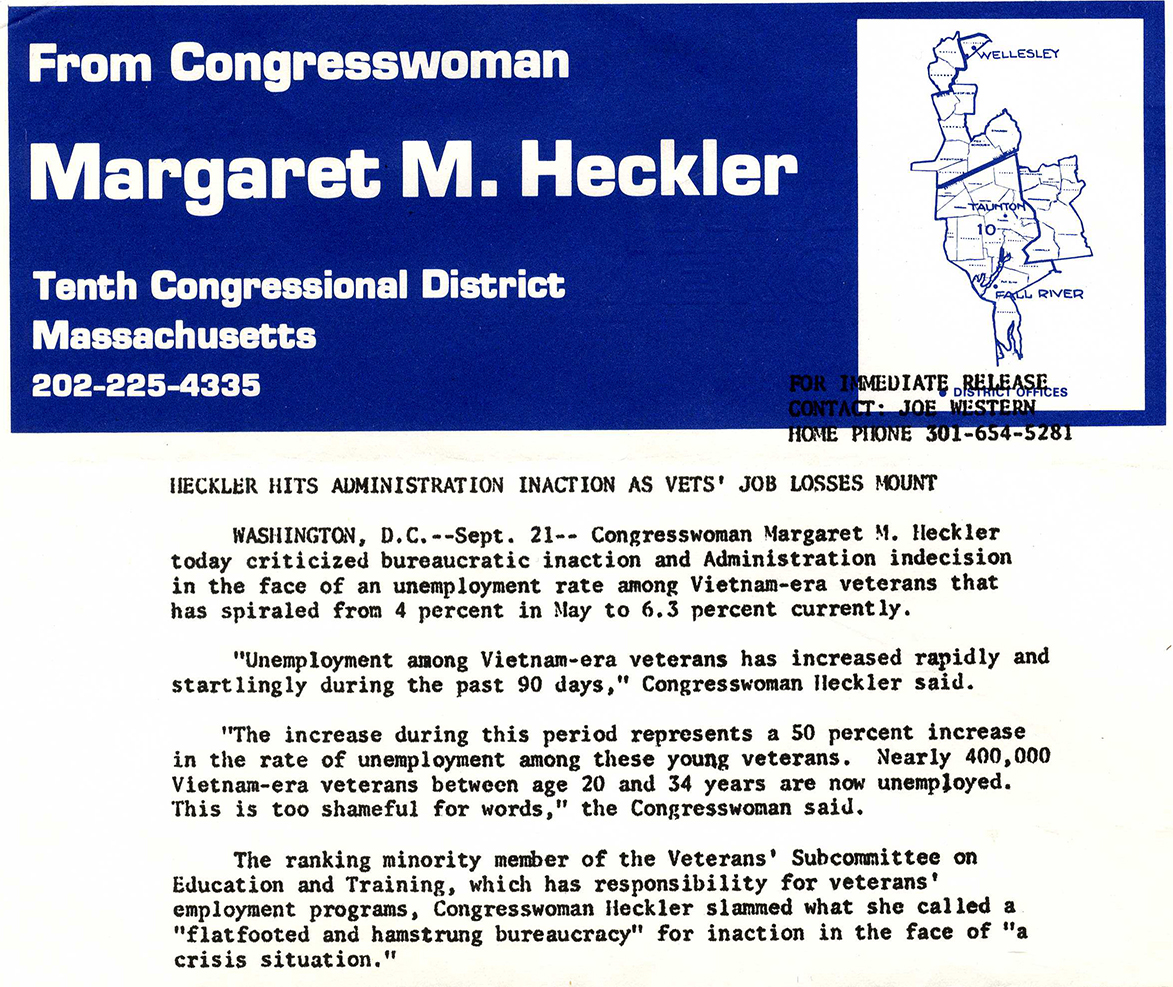 From Congresswoman
Margaret M. Heckler
Tenth Congressional District
Massachusetts
202-225-4335
WELLESLEY
TAUNTON
10
FALL RIVER
DISTRICT OFFICES
FOR IMMEDIATE RELEASE
CONTACT: JOE WESTERN
HOME PHONE 301-654-5281
HECKLER HITS ADMINISTRATION INACTION AS VETS' JOB LOSSES MOUNT
WASHINGTON, D.C.--Sept. 21-- Congresswoman Margaret M. Heckler
today criticized bureaucratic inaction and Administration indecision
in the face of an unemployment rate among Vietnam-era veterans that
has spiraled from 4 percent in May to 6.3 percent currently.
"Unemployment among Vietnam-era veterans has increased rapidly and
startlingly during the past 90 days," Congresswoman Heckler said.
"The increase during this period represents a 50 percent increase
in the rate of unemployment among these young veterans. Nearly 400,000
Vietnam-era veterans between age 20 and 34 years are now unemployed.
This is too shameful for words," the Congresswoman said.
The ranking minority member of the Veterans' Subcommittee on
Education and Training, which has responsibility for veterans'
employment programs, Congresswoman Heckler slammed what she called a
"flatfooted and hamstrung bureaucracy" for inaction in the face of "a
crisis situation."